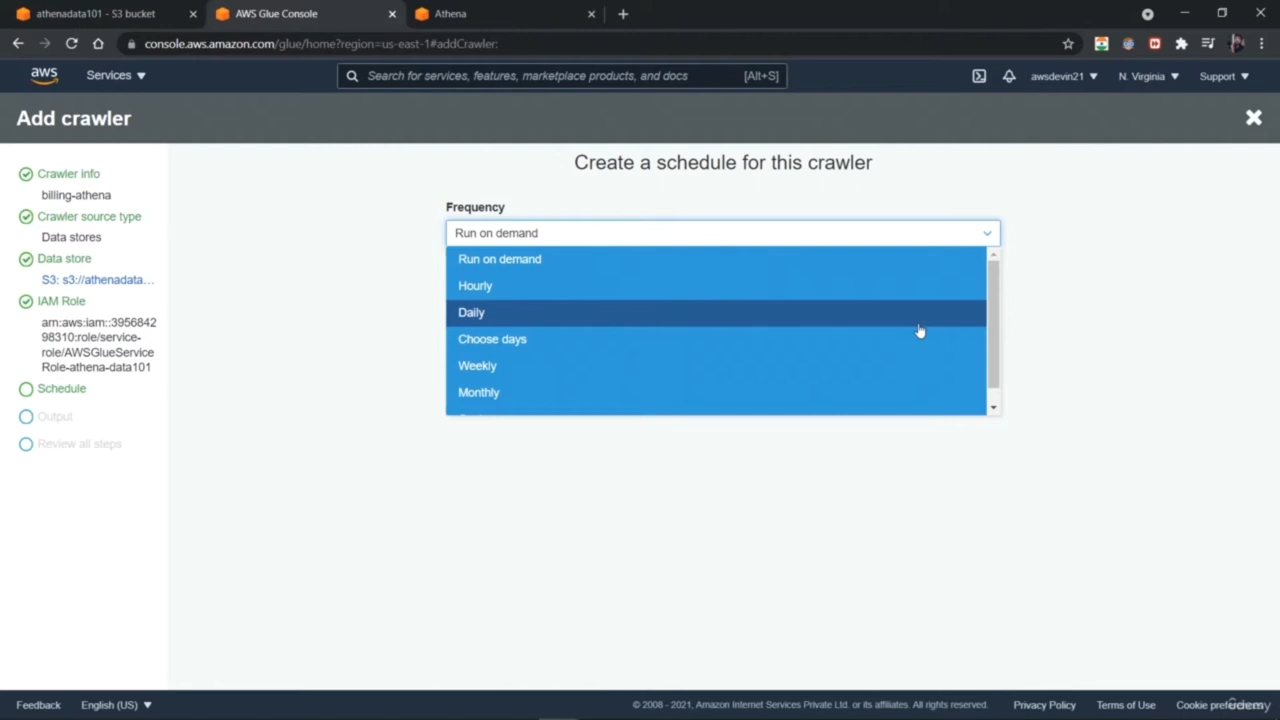 athenadata101 - S3 bucket
AWS Glue Console
Athena
console.aws.amazon.com/glue/home?region=us-east-1#addCrawler:
aws
Services
Search for services, features, marketplace products, and docs
[Alt+S]
awsdevin21
N. Virginia
Support
Add crawler
Crawler info
billing-athena
Crawler source type
Data stores
Data store
S3: s3://athenadata...
IAM Role
arn:aws:iam::3956842
98310:role/service-
role/AWSGlueService
Role-athena-data101
Schedule
Output
Review all steps
Create a schedule for this crawler
Frequency
Run on demand
Run on demand
Hourly
Daily
Choose days
Weekly
Monthly
Feedback
English (US)
© 2008 - 2021, Amazon Internet Services Private Ltd. or its affiliates. All rights reserved.
Privacy Policy
Terms of Use
Cookie preferences